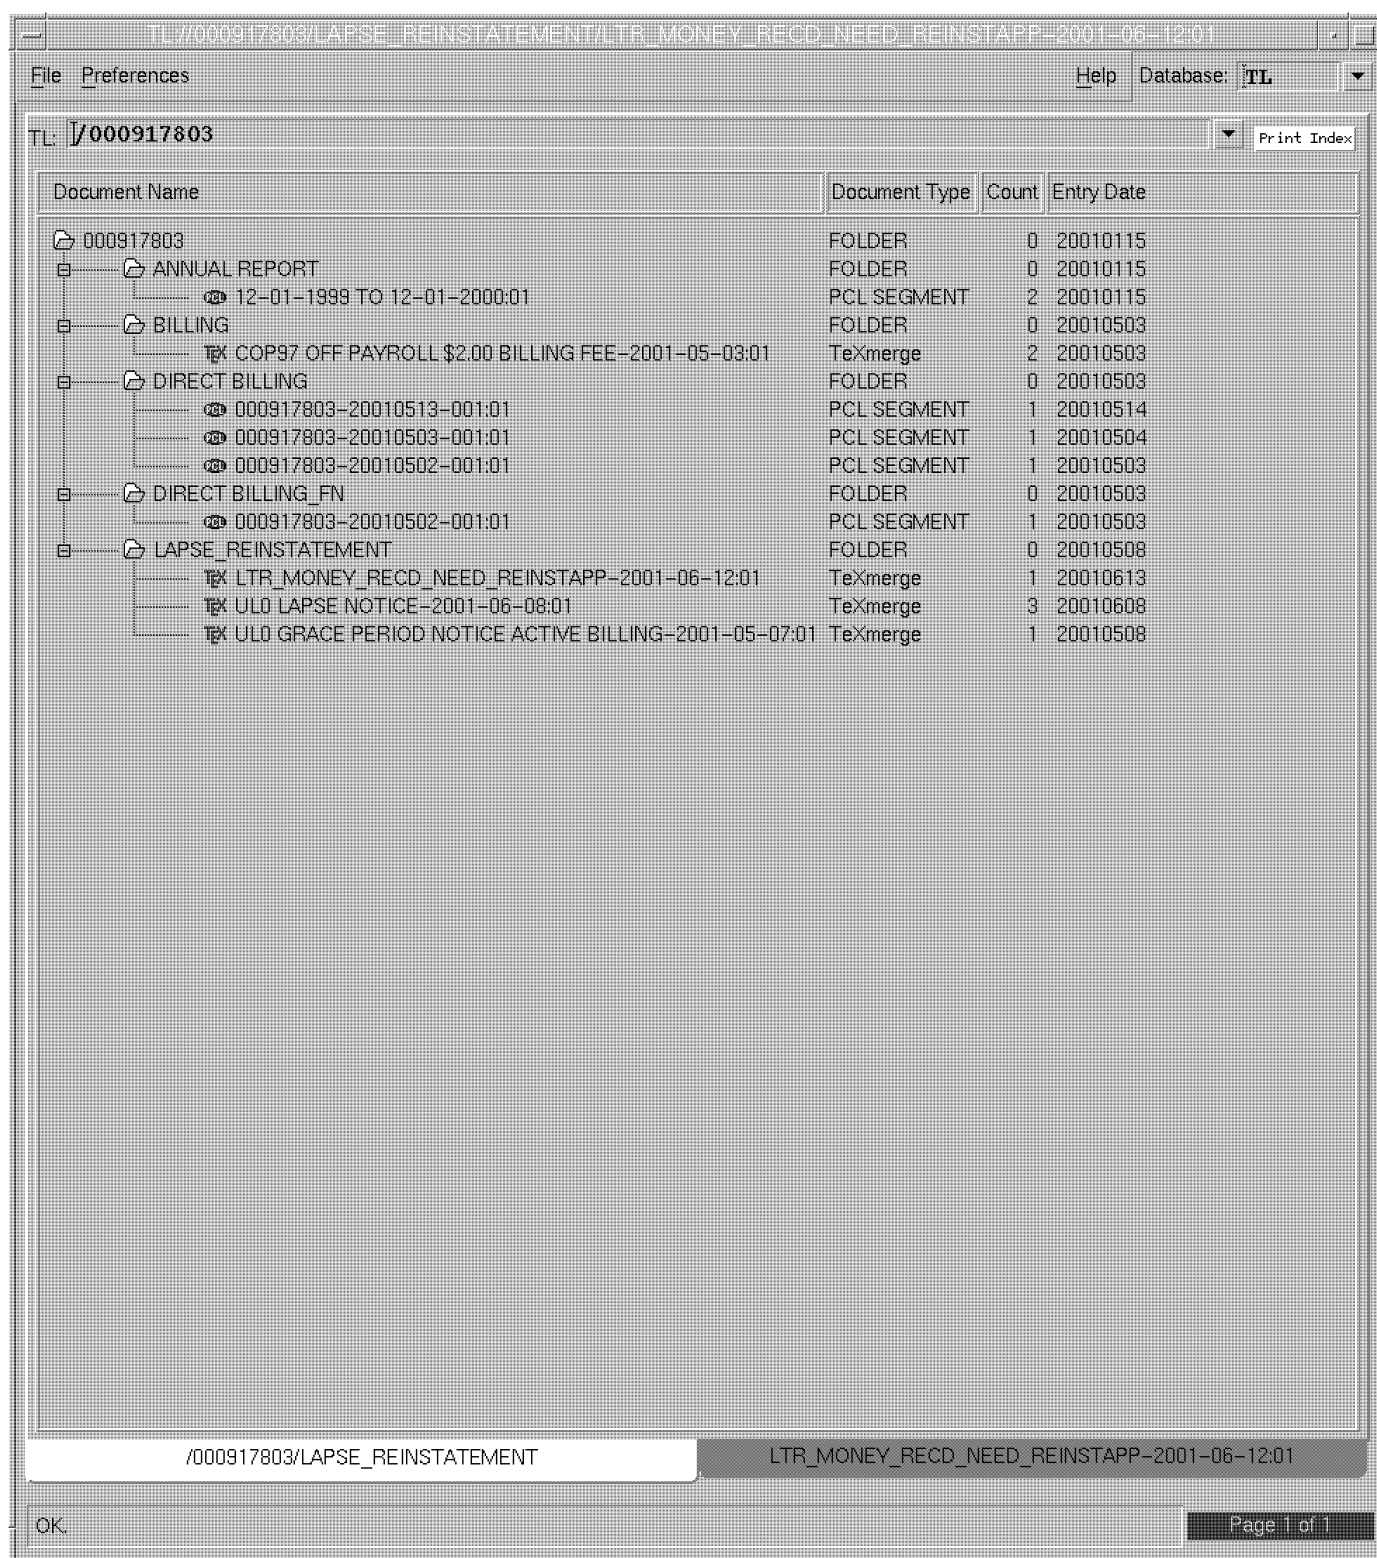 TL://000917803/LAPSE_REINSTATEMENT/LTR_MONEY_RECD_NEED_REINSTAPP-2001-06-12:01
File Preferences Help Database: TL
TL: /000917803 Print Index
Document Name Document Type Count Entry Date
000917803 FOLDER 0 20010115
ANNUAL REPORT FOLDER 0 20010115
12-01-1999 TO 12-01-2000:01 PCL SEGMENT 2 20010115
BILLING FOLDER 0 20010503
TEX COP97 OFF PAYROLL $2.00 BILLING FEE-2001-05-03:01 TeXmerge 2 20010503
DIRECT BILLING FOLDER 0 20010503
000917803-20010513-001:01 PCL SEGMENT 1 20010514
000917803-20010503-001:01 PCL SEGMENT 1 20010504
000917803-20010502-001:01 PCL SEGMENT 1 20010503
DIRECT BILLING_FN FOLDER 0 20010503
000917803-20010502-001:01 PCL SEGMENT 1 20010503
LAPSE_REINSTATEMENT FOLDER 0 20010508
TEX LTR_MONEY_RECD_NEED_REINSTAPP-2001-06-12:01 TeXmerge 1 20010613
TEX UL0 LAPSE NOTICE-2001-06-08:01 TeXmerge 3 20010608
TEX UL0 GRACE PERIOD NOTICE ACTIVE BILLING-2001-05-07:01 TeXmerge 1 20010508
/000917803/LAPSE_REINSTATEMENT LTR_MONEY_RECD_NEED_REINSTAPP-2001-06-12:01
OK. Page 1 of 1